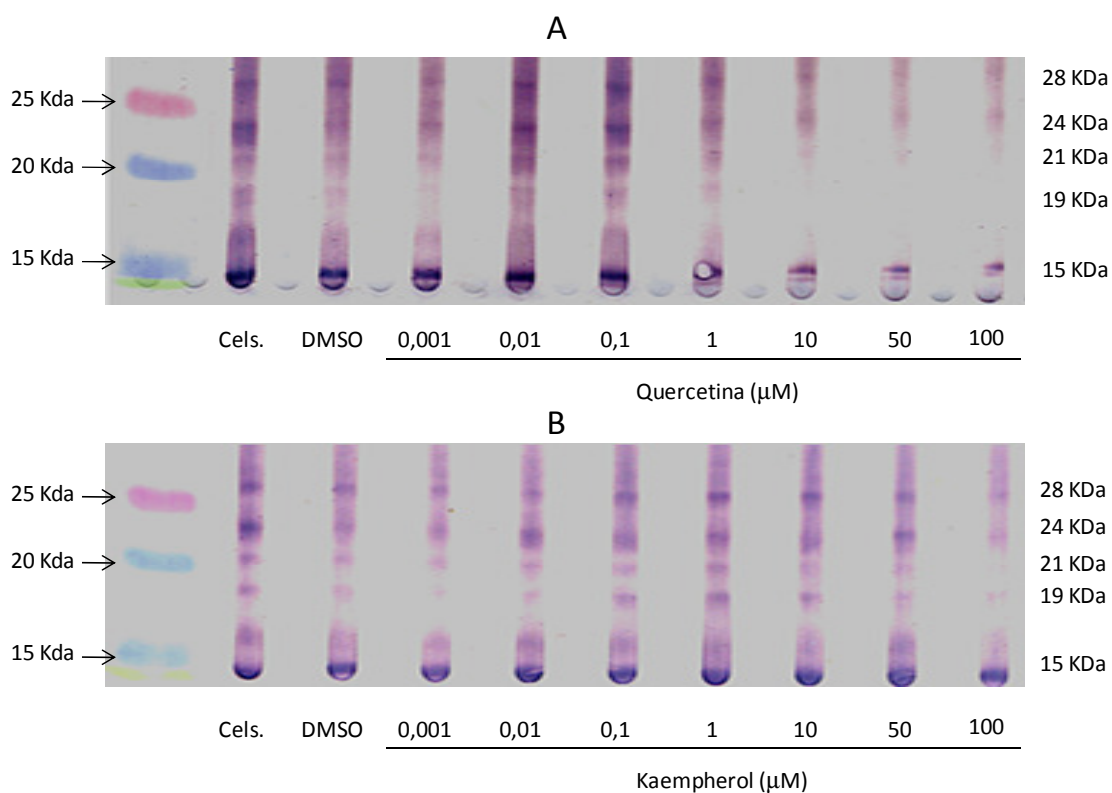 A
25 Kda
20 Kda
15 Kda
28 KDa
24 KDa
21 KDa
19 KDa
15 KDa
Cels. DMSO 0,001 0,01 0,1 1 10 50 100
Quercetina (μM)
B
25 Kda
20 Kda
15 Kda
28 KDa
24 KDa
21 KDa
19 KDa
15 KDa
Cels. DMSO 0,001 0,01 0,1 1 10 50 100
Kaempherol (μM)